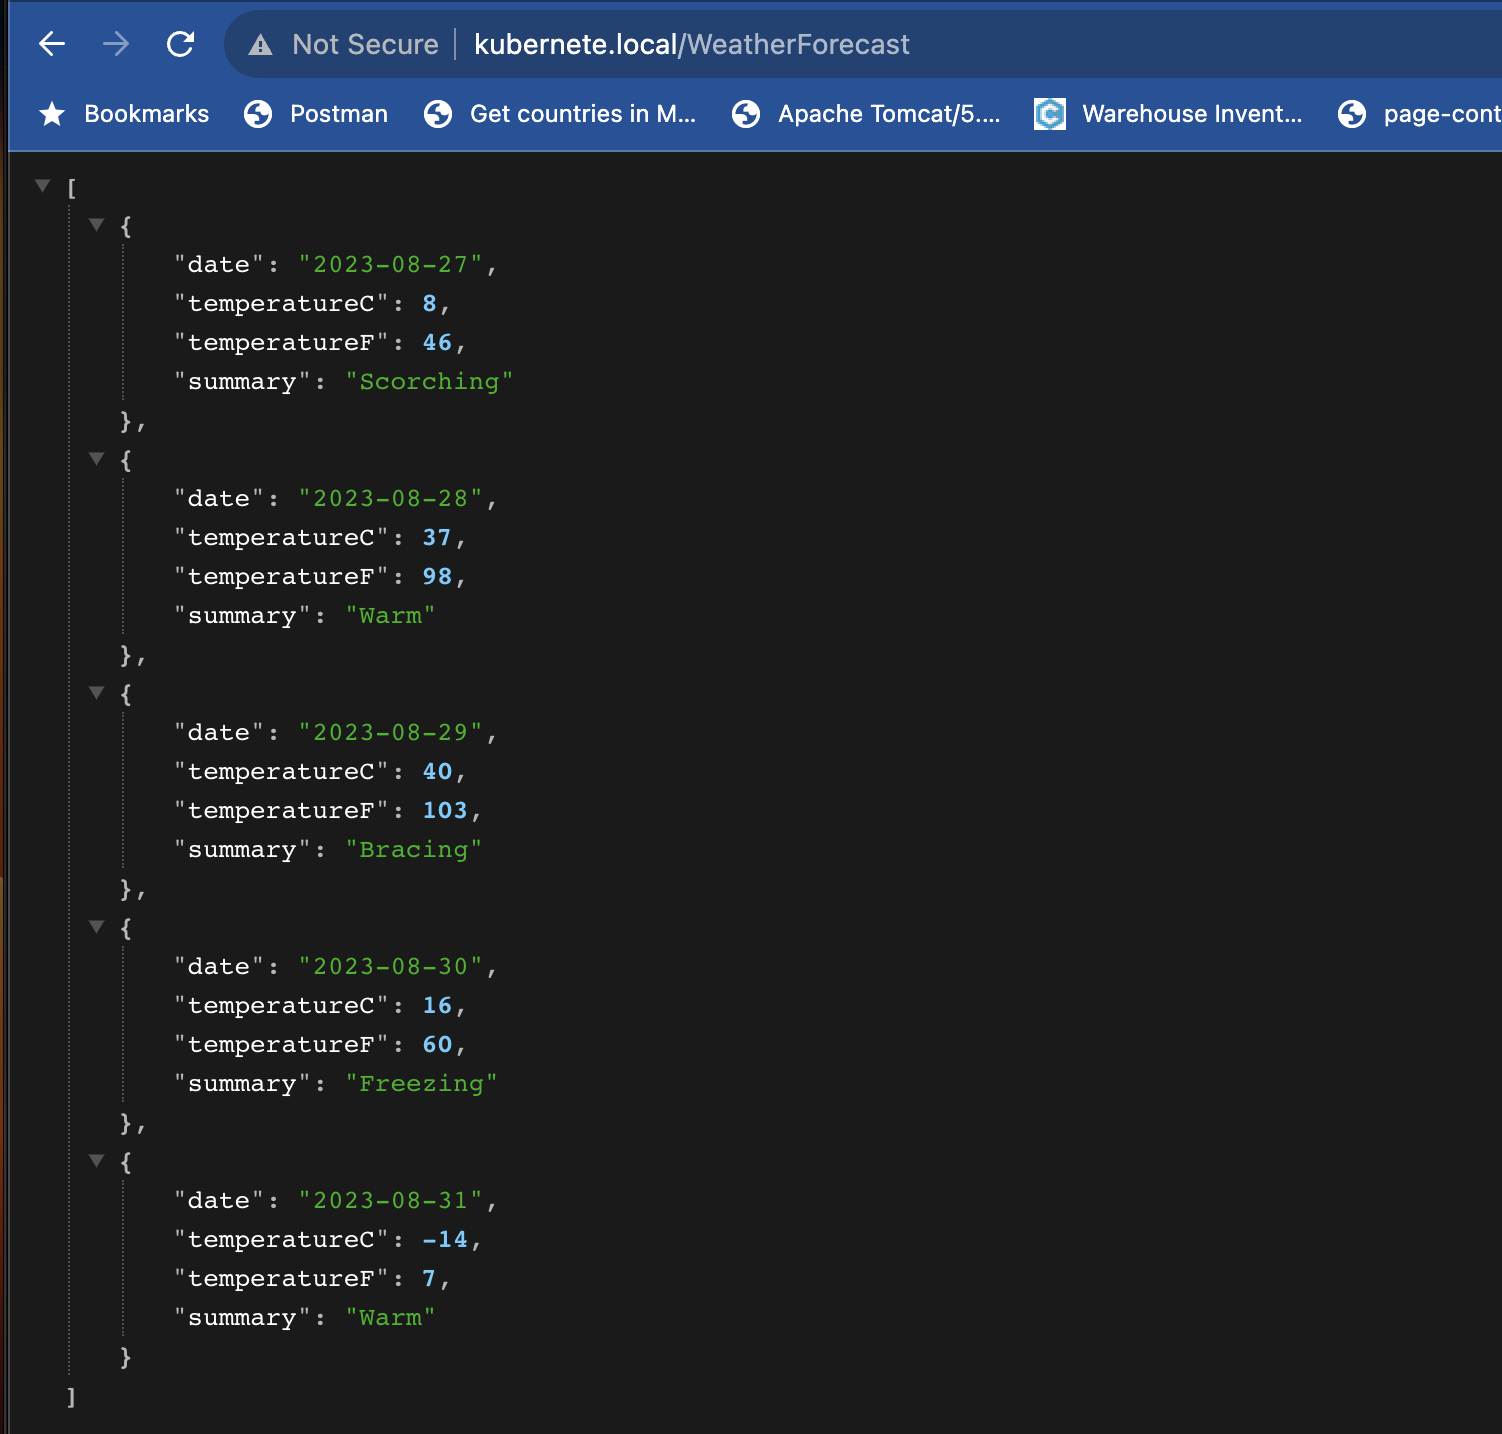 Not Secure | kubernete.local/WeatherForecast
Bookmarks Postman Get countries in M... Apache Tomcat/5.... Warehouse Invent... page-cont
[
{
"date": "2023-08-27",
"temperatureC": 8,
"temperatureF": 46,
"summary": "Scorching"
},
{
"date": "2023-08-28",
"temperatureC": 37,
"temperatureF": 98,
"summary": "Warm"
},
{
"date": "2023-08-29",
"temperatureC": 40,
"temperatureF": 103,
"summary": "Bracing"
},
{
"date": "2023-08-30",
"temperatureC": 16,
"temperatureF": 60,
"summary": "Freezing"
},
{
"date": "2023-08-31",
"temperatureC": -14,
"temperatureF": 7,
"summary": "Warm"
}
]